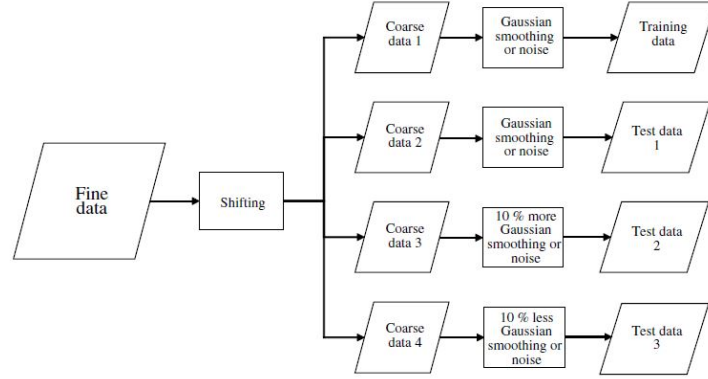 Fine
data
Shifting
Coarse
data 1
Gaussian
smoothing
or noise
Training
data
Coarse
data 2
Gaussian
smoothing
or noise
Test data
1
Coarse
data 3
10 % more
Gaussian
smoothing or
noise
Test data
2
Coarse
data 4
10 % less
Gaussian
smoothing or
noise
Test data
3